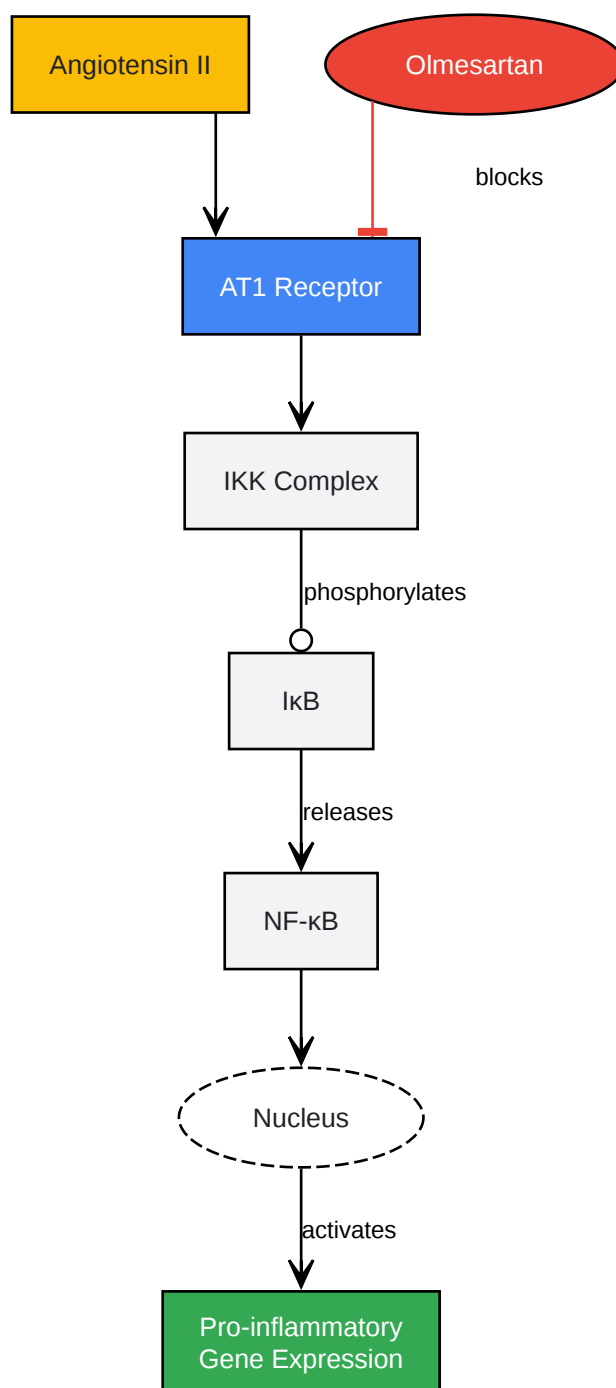 Angiotensin II
Olmesartan
blocks
AT1 Receptor
IKK Complex
phosphorylates
IκB
releases
NF-κB
Nucleus
activates
Pro-inflammatory
Gene Expression